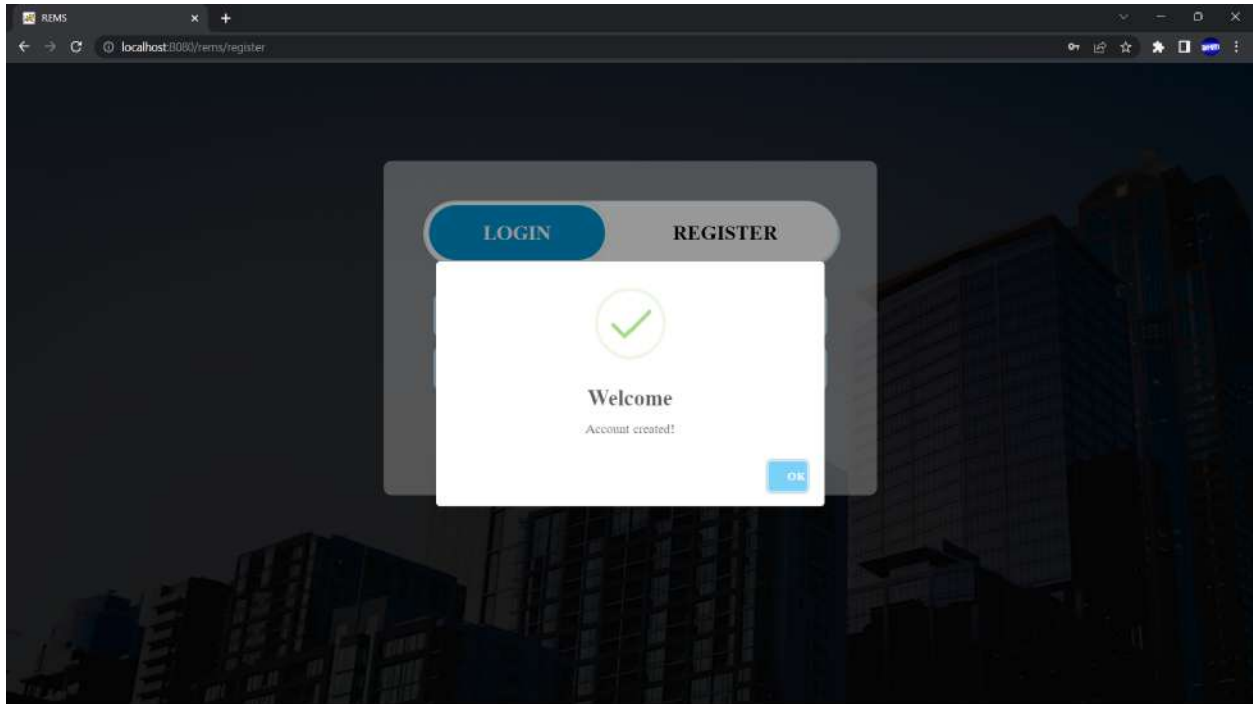 REMS
localhost:8080/rems/register
LOGIN REGISTER
Welcome
Account created!
OK